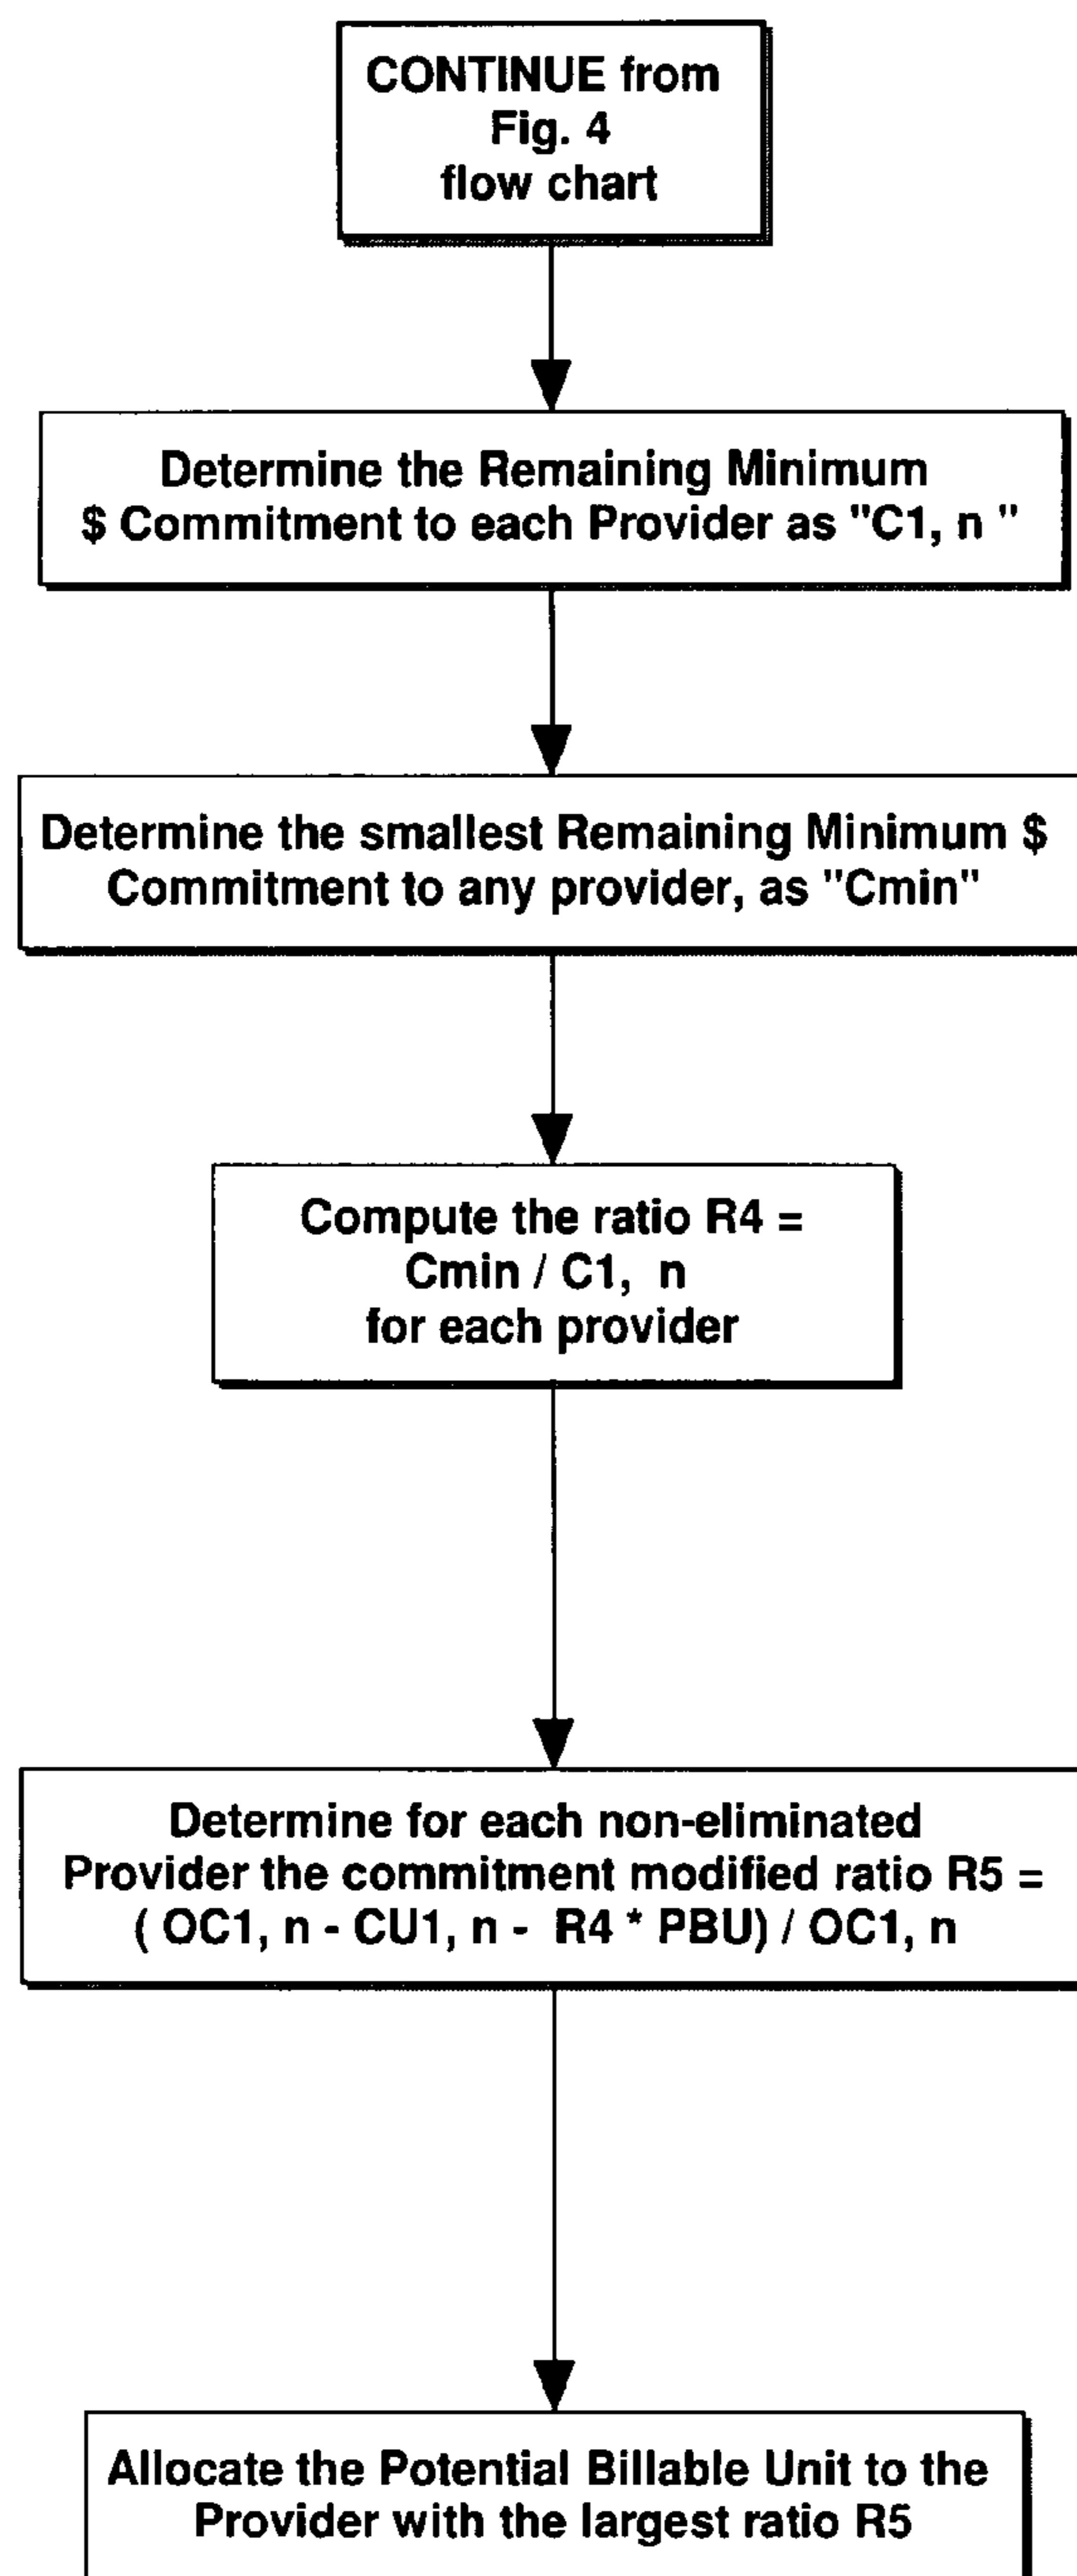 CONTINUE from
Fig. 4
flow chart
Determine the Remaining Minimum
$ Commitment to each Provider as "C1, n "
Determine the smallest Remaining Minimum $
Commitment to any provider, as "Cmin"
Compute the ratio R4 =
Cmin / C1, n
for each provider
Determine for each non-eliminated
Provider the commitment modified ratio R5 =
( OC1, n - CU1, n - R4 * PBU) / OC1, n
Allocate the Potential Billable Unit to the
Provider with the largest ratio R5